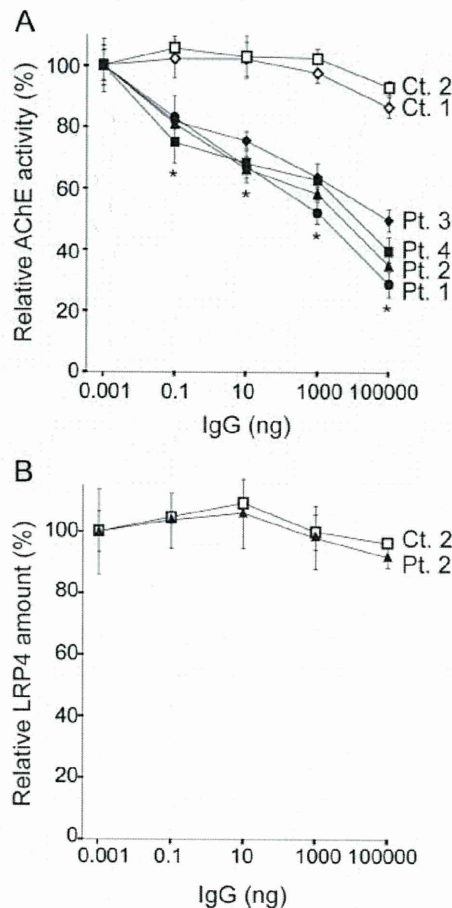 A
Relative AChE activity (%)
100
80
60
40
20
0
Ct. 2
Ct. 1
Pt. 3
Pt. 4
Pt. 2
Pt. 1
*
*
*
*
0.001 0.1 10 1000 100000
IgG (ng)
B
Relative LRP4 amount (%)
100
80
60
40
20
0
Ct. 2
Pt. 2
0.001 0.1 10 1000 100000
IgG (ng)